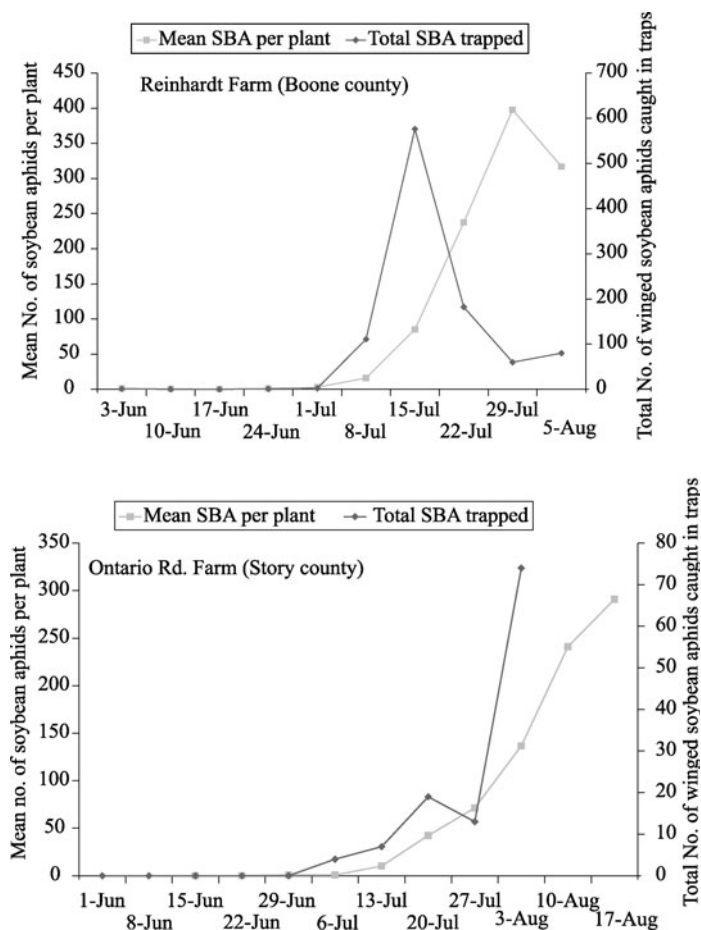 Mean SBA per plant Total SBA trapped
Reinhardt Farm (Boone county)
Mean No. of soybean aphids per plant
450
400
350
300
250
200
150
100
50
0
700
600
500
400
300
200
100
0
Total No. of winged soybean aphids caught in traps
3-Jun 17-Jun 1-Jul 15-Jul 29-Jul
10-Jun 24-Jun 8-Jul 22-Jul 5-Aug
Mean SBA per plant Total SBA trapped
Ontario Rd. Farm (Story county)
Mean no. of soybean aphids per plant
350
300
250
200
150
100
50
0
80
70
60
50
40
30
20
10
0
Total No. of winged soybean aphids caught in traps
1-Jun 15-Jun 29-Jun 13-Jul 27-Jul 10-Aug
8-Jun 22-Jun 6-Jul 20-Jul 3-Aug 17-Aug